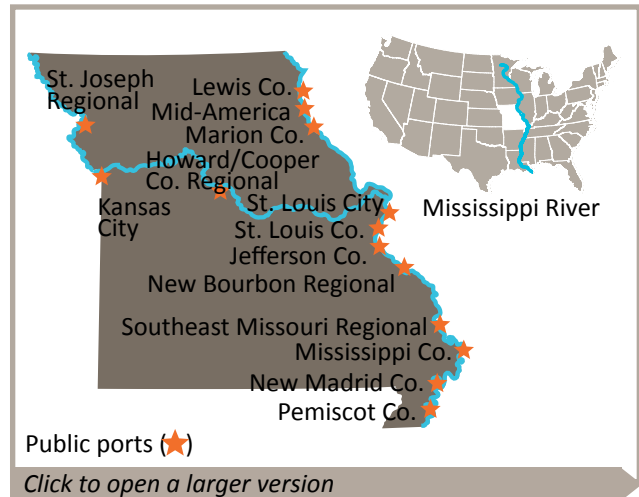 St. Joseph
Regional
Lewis Co.
Mid-America
Marion Co.
Howard/Cooper
Co. Regional
Kansas
City
St. Louis City
St. Louis Co.
Jefferson Co.
New Bourbon Regional
Southeast Missouri Regional
Mississippi Co.
New Madrid Co.
Pemiscot Co.
Mississippi River
Public ports (★)
Click to open a larger version